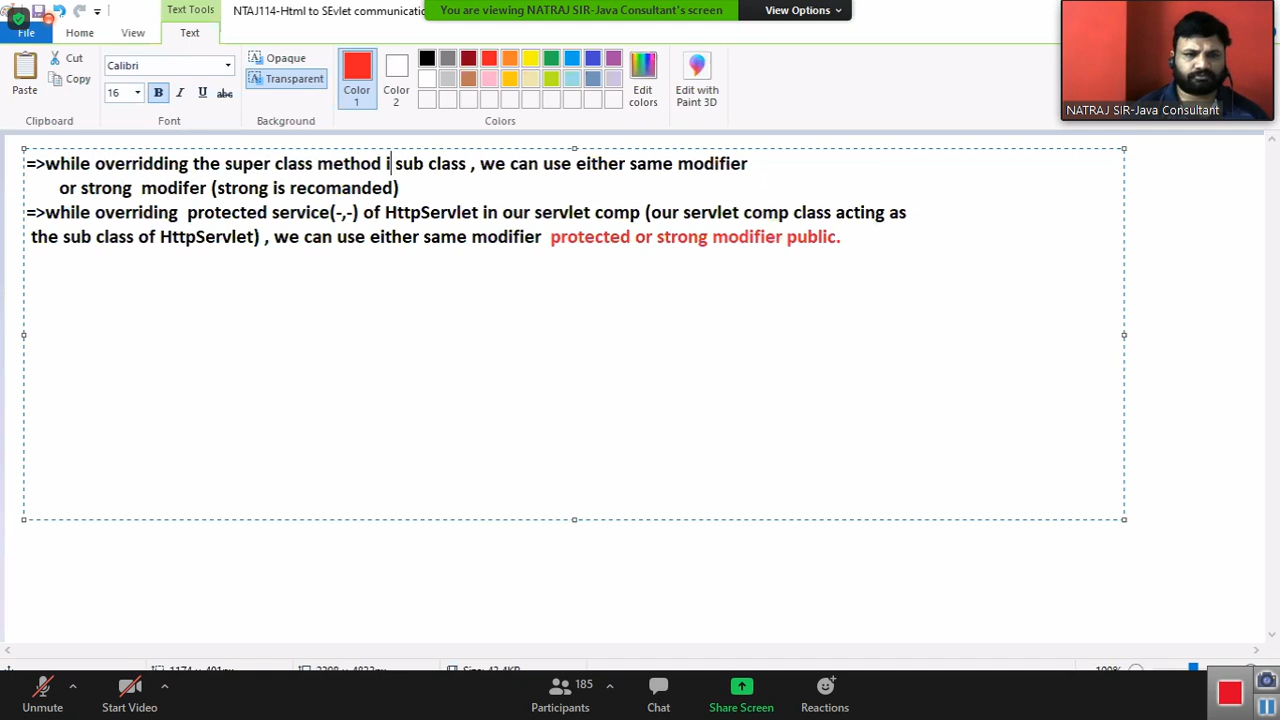 Text Tools
NTAJ114-Html to SEvlet communicatio
You are viewing NATRAJ SIR-Java Consultant's screen
View Options
File
Home
View
Text
Paste
Cut
Copy
Clipboard
Calibri
16
B I U abc
Font
Opaque
Transparent
Background
Color 1
Color 2
Edit colors
Edit with Paint 3D
Colors
NATRAJ SIR-Java Consultant
=>while overridding the super class method i sub class , we can use either same modifier
or strong modifer (strong is recomanded)
=>while overriding protected service(-,-) of HttpServlet in our servlet comp (our servlet comp class acting as
the sub class of HttpServlet) , we can use either same modifier protected or strong modifier public.
Unmute
Start Video
185
Participants
Chat
Share Screen
Reactions